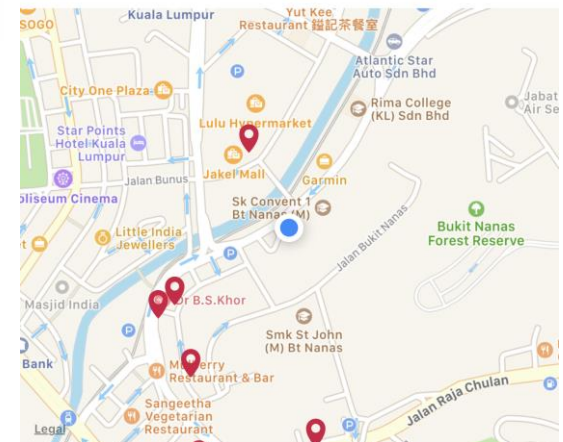 Kuala Lumpur
Yut Kee
Restaurant 鎰記茶餐室
SOGO
Atlantic Star
Auto Sdn Bhd
City One Plaza
Rima College
(KL) Sdn Bhd
Jabat
Air Se
Lulu Hypermarket
Star Points
Hotel Kuala
Lumpur
Jakel Mall
Garmin
Jalan Bunus
oliseum Cinema
Sk Convent 1
Bt Nanas (M)
Jalan Bukit Nanas
Bukit Nanas
Forest Reserve
Little India
Jewellers
P
P
Masjid India
Dr B.S.Khor
P
Smk St John
(M) Bt Nanas
Bank
Restaurant & Bar
Jalan Raja Chulan
Sangeetha
Vegetarian
Restaurant
P
Legal